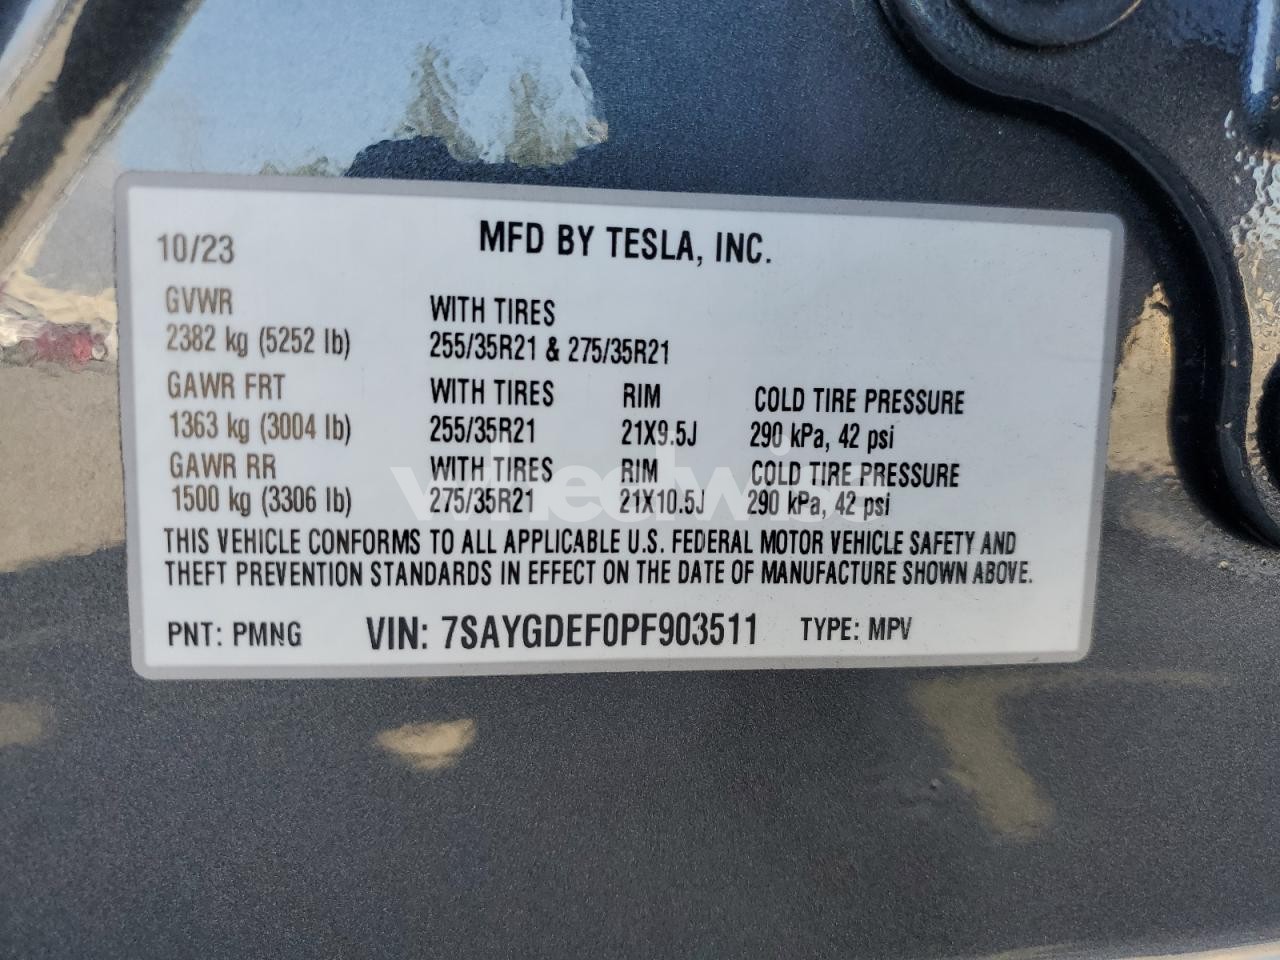 10/23 MFD BY TESLA, INC.
GVWR WITH TIRES
2382 kg (5252 lb) 255/35R21 & 275/35R21
GAWR FRT WITH TIRES RIM COLD TIRE PRESSURE
1363 kg (3004 lb) 255/35R21 21X9.5J 290 kPa, 42 psi
GAWR RR WITH TIRES RIM COLD TIRE PRESSURE
1500 kg (3306 lb) 275/35R21 21X10.5J 290 kPa, 42 psi
wheelwise
THIS VEHICLE CONFORMS TO ALL APPLICABLE U.S. FEDERAL MOTOR VEHICLE SAFETY AND
THEFT PREVENTION STANDARDS IN EFFECT ON THE DATE OF MANUFACTURE SHOWN ABOVE.
PNT: PMNG VIN: 7SAYGDEF0PF903511 TYPE: MPV